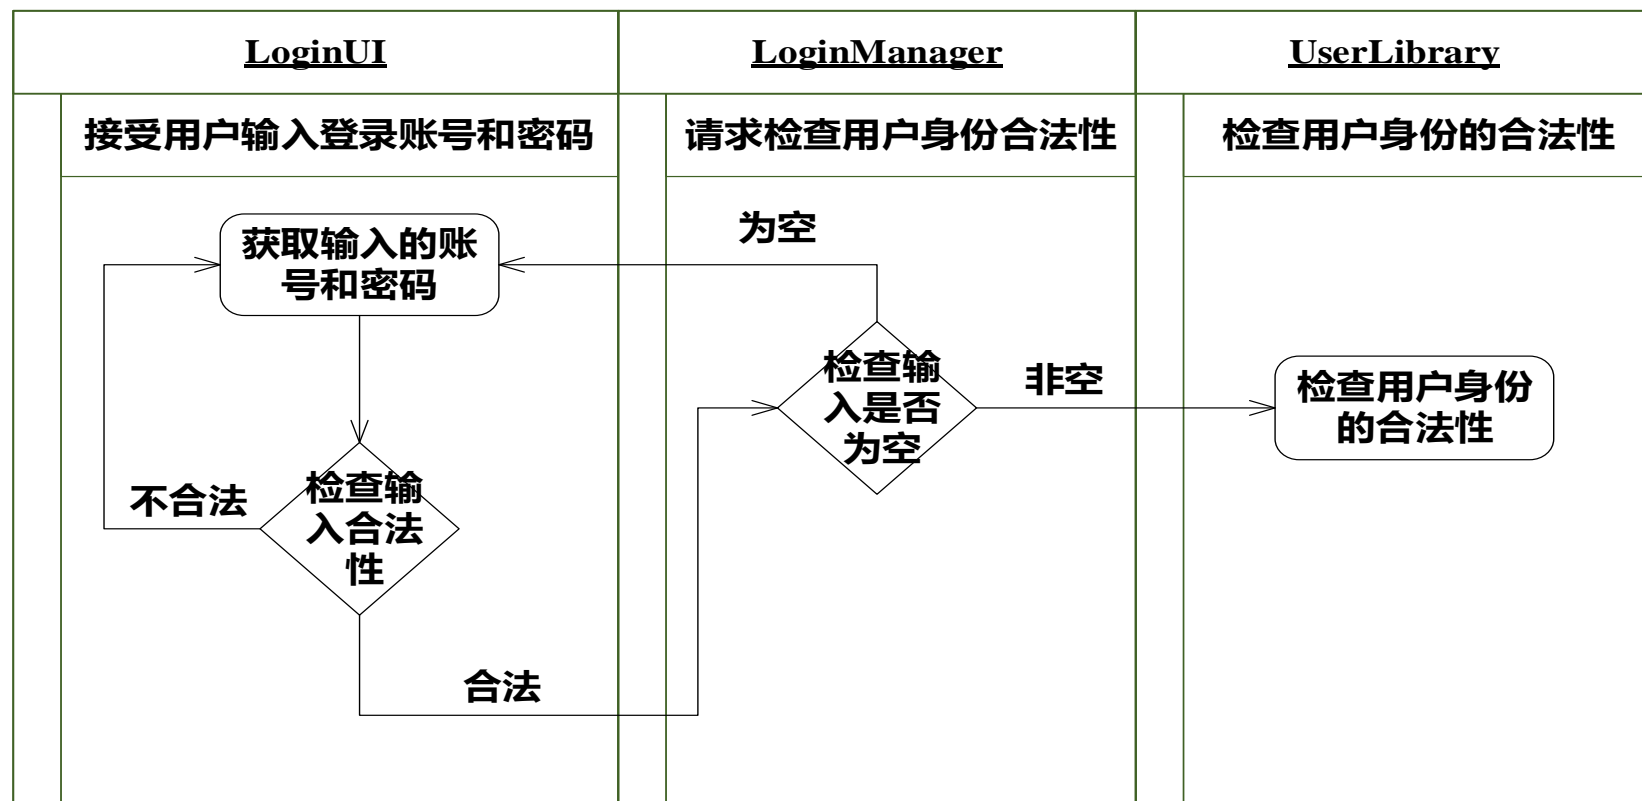 LoginUI
LoginManager
UserLibrary
接受用户输入登录账号和密码
请求检查用户身份合法性
检查用户身份的合法性
获取输入的账
号和密码
为空
检查输
入是否
为空
非空
检查用户身份
的合法性
不合法
检查输
入合法
性
合法